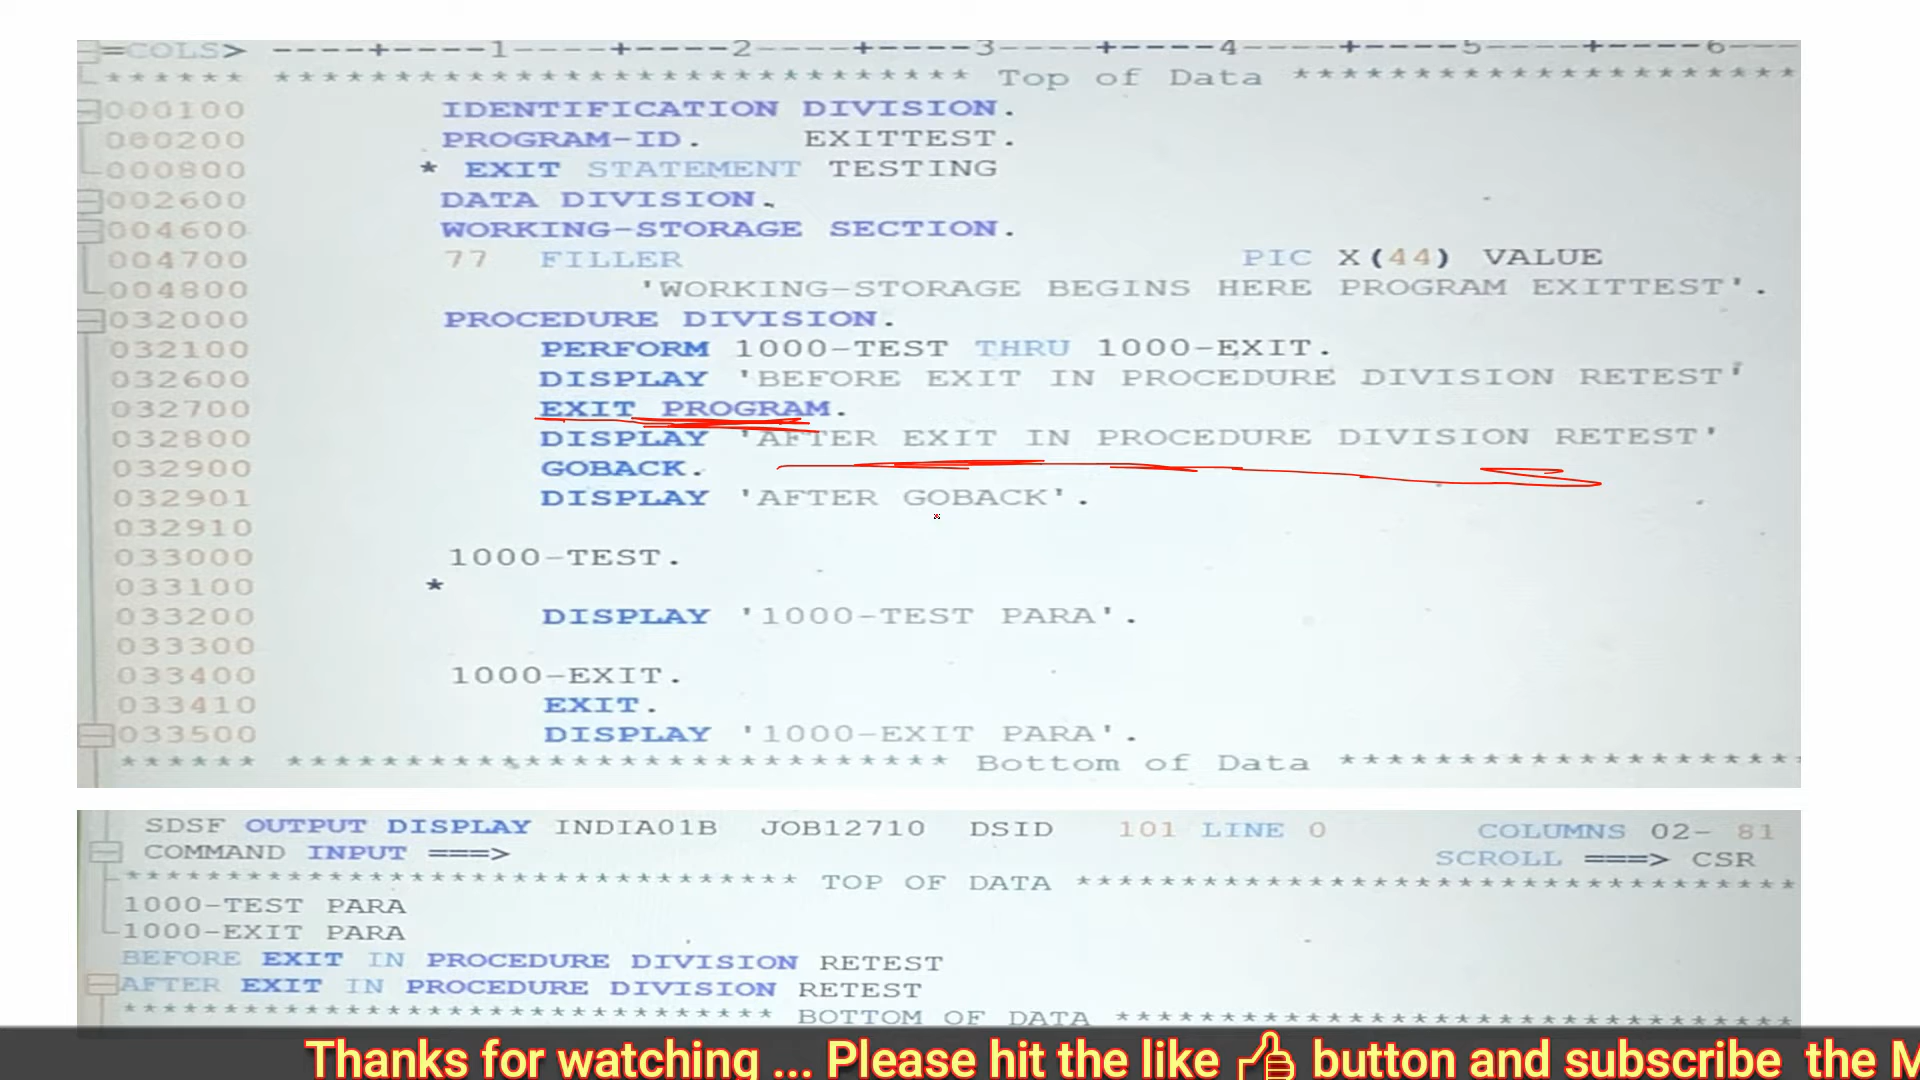 =COLS> ----+----1----+----2----+----3----+----4----+----5----+----6---
****** ***************************** Top of Data *********************
000100 IDENTIFICATION DIVISION.
000200 PROGRAM-ID. EXITTEST.
000800 * EXIT STATEMENT TESTING
002600 DATA DIVISION.
004600 WORKING-STORAGE SECTION.
004700 77 FILLER PIC X(44) VALUE
004800 'WORKING-STORAGE BEGINS HERE PROGRAM EXITTEST'.
032000 PROCEDURE DIVISION.
032100 PERFORM 1000-TEST THRU 1000-EXIT.
032600 DISPLAY 'BEFORE EXIT IN PROCEDURE DIVISION RETEST'
032700 EXIT PROGRAM.
032800 DISPLAY 'AFTER EXIT IN PROCEDURE DIVISION RETEST'
032900 GOBACK.
032901 DISPLAY 'AFTER GOBACK'.
032910
033000 1000-TEST.
033100 *
033200 DISPLAY '1000-TEST PARA'.
033300
033400 1000-EXIT.
033410 EXIT.
033500 DISPLAY '1000-EXIT PARA'.
****** **************************** Bottom of Data *******************
SDSF OUTPUT DISPLAY INDIA01B JOB12710 DSID 101 LINE 0 COLUMNS 02- 81
COMMAND INPUT ===> SCROLL ===> CSR
******************************** TOP OF DATA **********************************
1000-TEST PARA
1000-EXIT PARA
BEFORE EXIT IN PROCEDURE DIVISION RETEST
AFTER EXIT IN PROCEDURE DIVISION RETEST
******************************* BOTTOM OF DATA ********************************
Thanks for watching ... Please hit the like 👍 button and subscribe the M